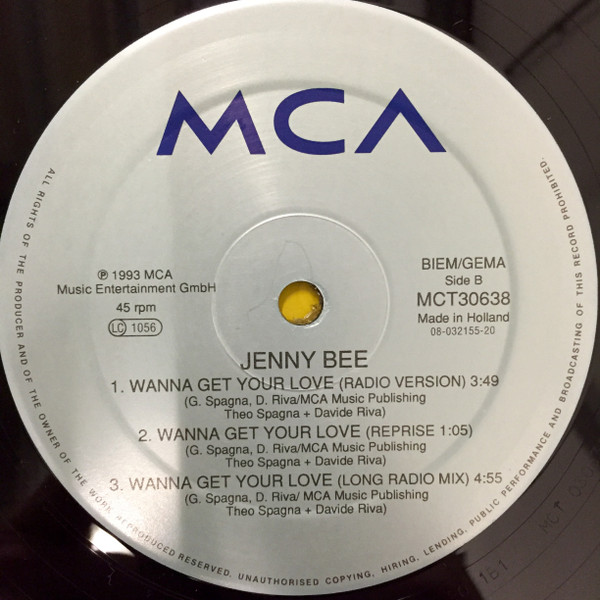 MCA
℗ 1993 MCA
Music Entertainment GmbH
45 rpm
LC 1056
BIEM/GEMA
Side B
MCT30638
Made in Holland
08-032155-20
JENNY BEE
1. WANNA GET YOUR LOVE (RADIO VERSION) 3:49
(G. Spagna, D. Riva/MCA Music Publishing
Theo Spagna + Davide Riva)
2. WANNA GET YOUR LOVE (REPRISE 1:05)
(G. Spagna, D. Riva/MCA Music Publishing
Theo Spagna + Davide Riva)
3. WANNA GET YOUR LOVE (LONG RADIO MIX) 4:55
(G. Spagna, D. Riva/ MCA Music Publishing
Theo Spagna + Davide Riva)
ALL RIGHTS OF THE PRODUCER AND OF THE OWNER OF THE WORK REPRODUCED RESERVED. UNAUTHORISED COPYING, HIRING, LENDING, PUBLIC PERFORMANCE AND BROADCASTING OF THIS RECORD PROHIBITED.
MCT